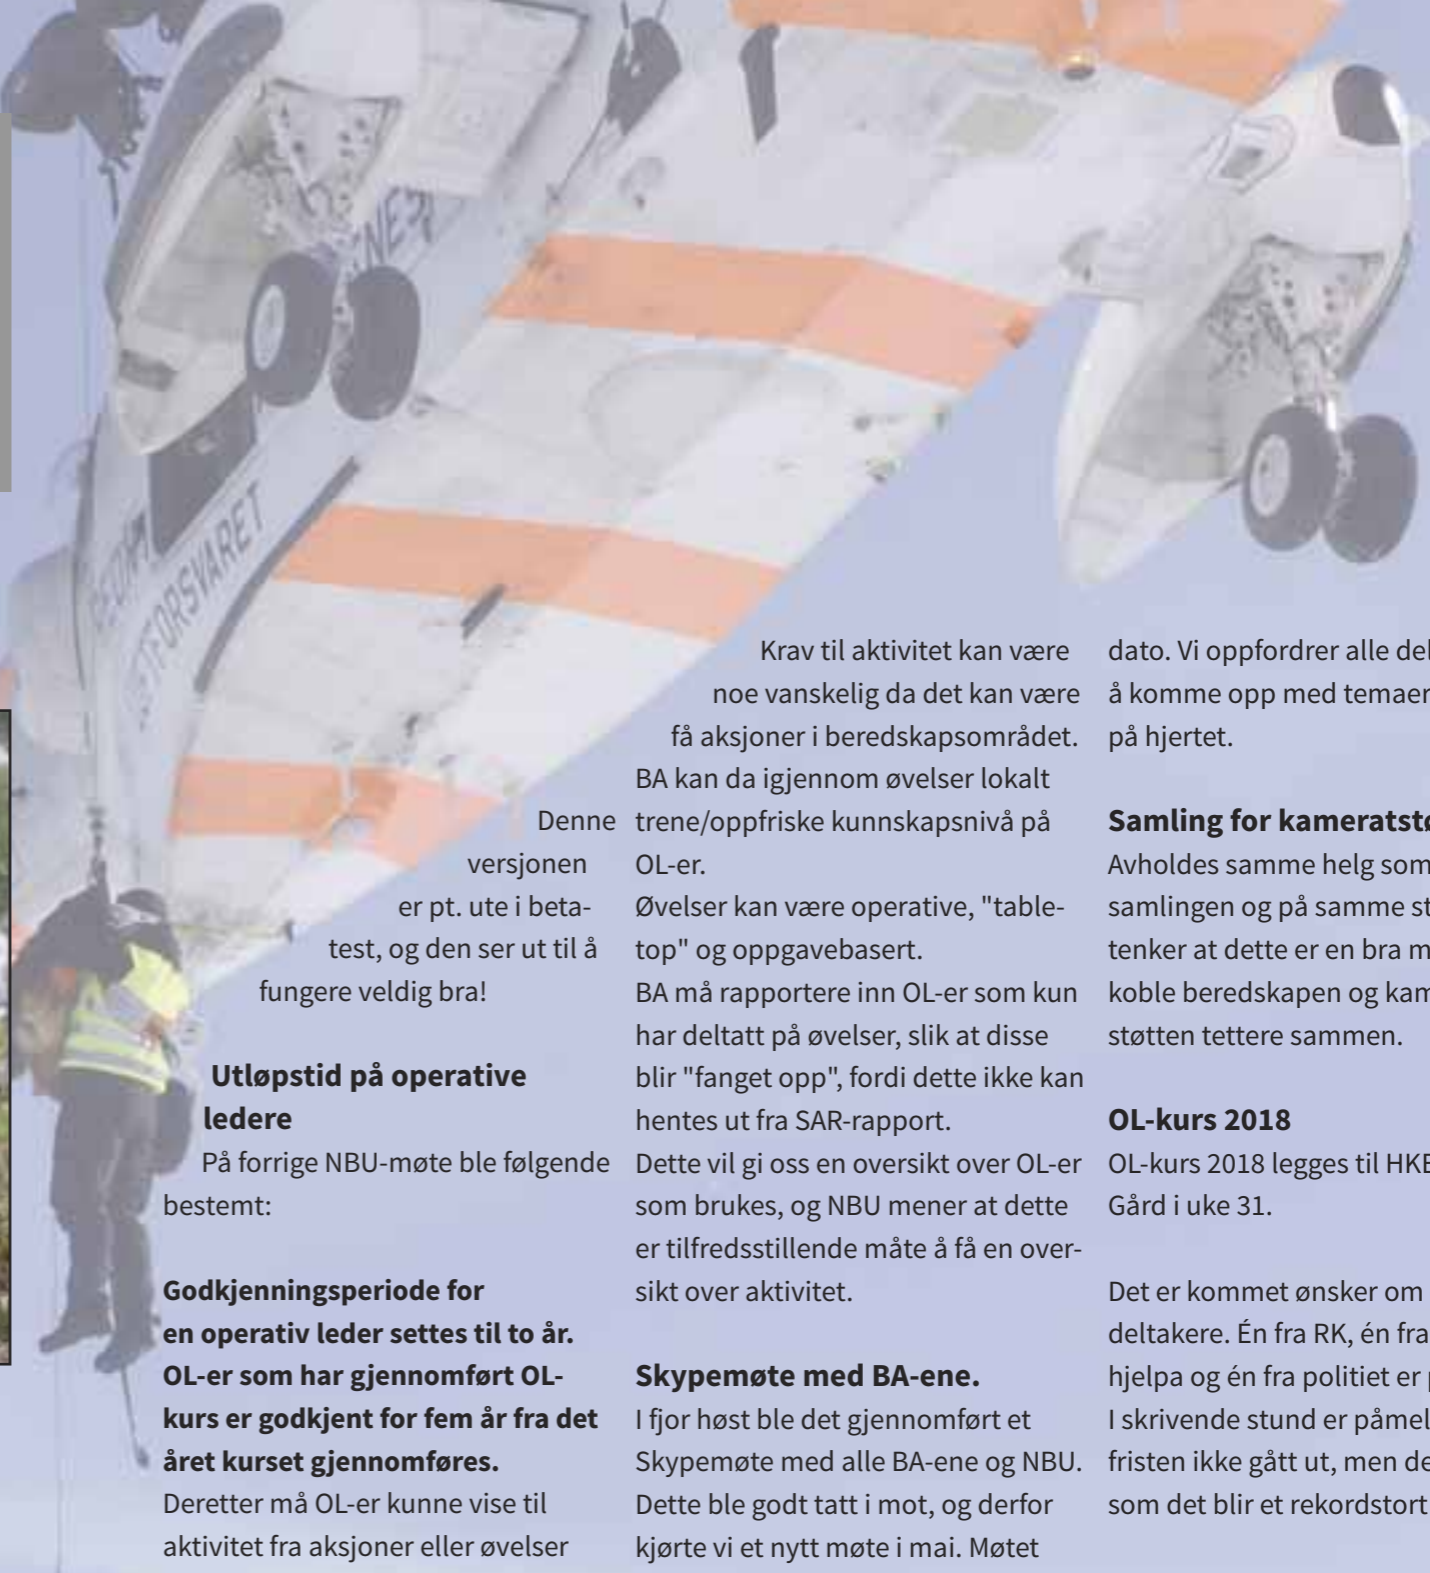 LUFTFORSVARET
Denne
versjonen
er pt. ute i beta-
test, og den ser ut til å
fungere veldig bra!
Utløpstid på operative
ledere
På forrige NBU-møte ble følgende
bestemt:
Godkjenningsperiode for
en operativ leder settes til to år.
OL-er som har gjennomført OL-
kurs er godkjent for fem år fra det
året kurset gjennomføres.
Deretter må OL-er kunne vise til
aktivitet fra aksjoner eller øvelser
Krav til aktivitet kan være
noe vanskelig da det kan være
få aksjoner i beredskapsområdet.
BA kan da igjennom øvelser lokalt
trene/oppfriske kunnskapsnivå på
OL-er.
Øvelser kan være operative, "table-
top" og oppgavebasert.
BA må rapportere inn OL-er som kun
har deltatt på øvelser, slik at disse
blir "fanget opp", fordi dette ikke kan
hentes ut fra SAR-rapport.
Dette vil gi oss en oversikt over OL-er
som brukes, og NBU mener at dette
er tilfredsstillende måte å få en over-
sikt over aktivitet.
Skypemøte med BA-ene.
I fjor høst ble det gjennomført et
Skypemøte med alle BA-ene og NBU.
Dette ble godt tatt i mot, og derfor
kjørte vi et nytt møte i mai. Møtet
dato. Vi oppfordrer alle del
å komme opp med temaer
på hjertet.
Samling for kameratstø
Avholdes samme helg som
samlingen og på samme st
tenker at dette er en bra m
koble beredskapen og kam
støtten tettere sammen.
OL-kurs 2018
OL-kurs 2018 legges til HKB
Gård i uke 31.
Det er kommet ønsker om
deltakere. Én fra RK, én fra
hjelpa og én fra politiet er p
I skrivende stund er påmel
fristen ikke gått ut, men de
som det blir et rekordstort